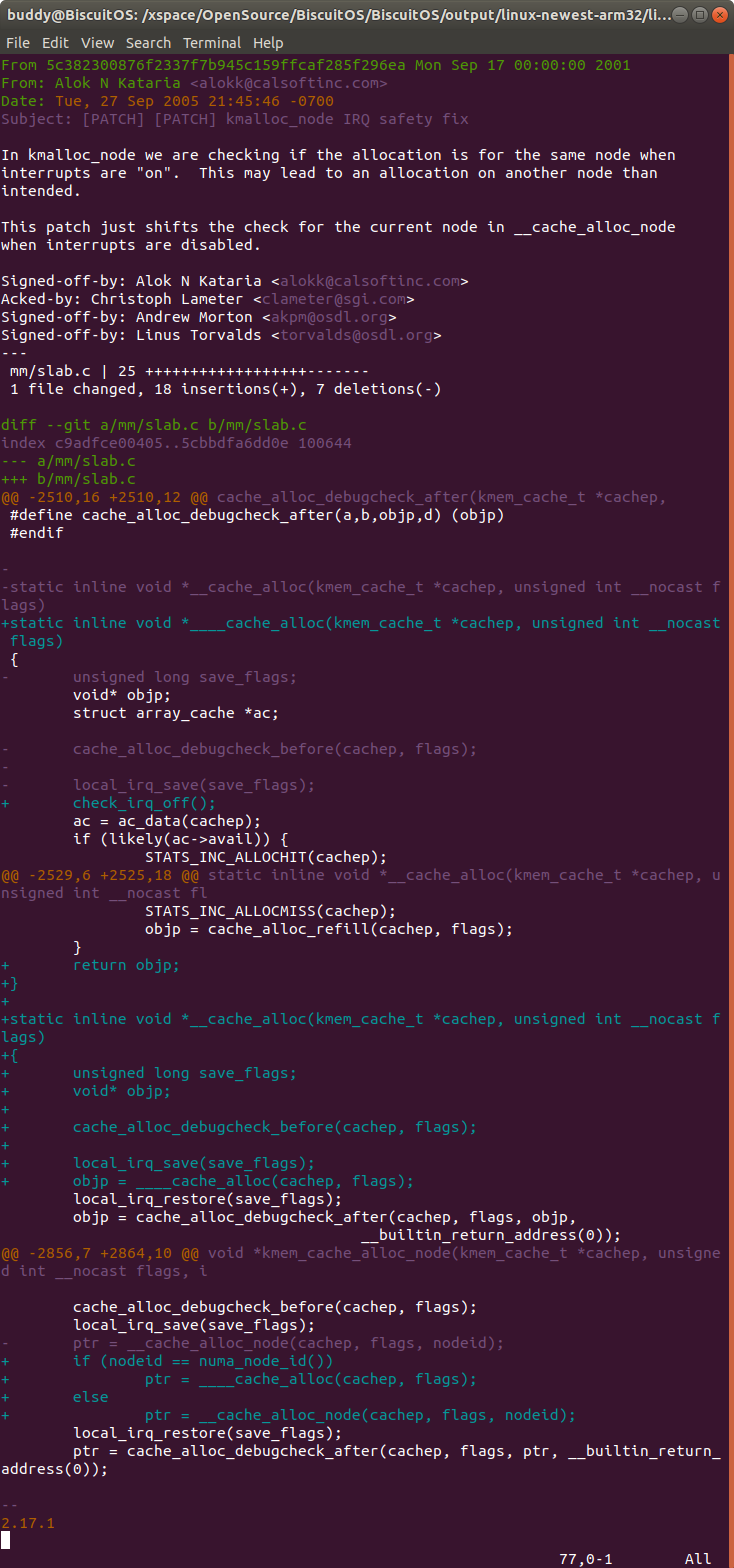 buddy@BiscuitOS: /xspace/OpenSource/BiscuitOS/BiscuitOS/output/linux-newest-arm32/li...
File Edit View Search Terminal Help
From 5c382300876f2337f7b945c159ffcaf285f296ea Mon Sep 17 00:00:00 2001
From: Alok N Kataria <alokk@calsoftinc.com>
Date: Tue, 27 Sep 2005 21:45:46 -0700
Subject: [PATCH] [PATCH] kmalloc_node IRQ safety fix

In kmalloc_node we are checking if the allocation is for the same node when
interrupts are "on".  This may lead to an allocation on another node than
intended.

This patch just shifts the check for the current node in __cache_alloc_node
when interrupts are disabled.

Signed-off-by: Alok N Kataria <alokk@calsoftinc.com>
Acked-by: Christoph Lameter <clameter@sgi.com>
Signed-off-by: Andrew Morton <akpm@osdl.org>
Signed-off-by: Linus Torvalds <torvalds@osdl.org>
---
 mm/slab.c | 25 ++++++++++++++++++-------
 1 file changed, 18 insertions(+), 7 deletions(-)

diff --git a/mm/slab.c b/mm/slab.c
index c9adfce00405..5cbbdfa6dd0e 100644
--- a/mm/slab.c
+++ b/mm/slab.c
@@ -2510,16 +2510,12 @@ cache_alloc_debugcheck_after(kmem_cache_t *cachep,
 #define cache_alloc_debugcheck_after(a,b,objp,d) (objp)
 #endif

-
-static inline void *__cache_alloc(kmem_cache_t *cachep, unsigned int __nocast f
lags)
+static inline void *____cache_alloc(kmem_cache_t *cachep, unsigned int __nocast
 flags)
 {
-       unsigned long save_flags;
        void* objp;
        struct array_cache *ac;

-       cache_alloc_debugcheck_before(cachep, flags);
-
-       local_irq_save(save_flags);
+       check_irq_off();
        ac = ac_data(cachep);
        if (likely(ac->avail)) {
                STATS_INC_ALLOCHIT(cachep);
@@ -2529,6 +2525,18 @@ static inline void *__cache_alloc(kmem_cache_t *cachep, u
nsigned int __nocast fl
                STATS_INC_ALLOCMISS(cachep);
                objp = cache_alloc_refill(cachep, flags);
        }
+       return objp;
+}
+
+static inline void *__cache_alloc(kmem_cache_t *cachep, unsigned int __nocast f
lags)
+{
+       unsigned long save_flags;
+       void* objp;
+
+       cache_alloc_debugcheck_before(cachep, flags);
+
+       local_irq_save(save_flags);
+       objp = ____cache_alloc(cachep, flags);
        local_irq_restore(save_flags);
        objp = cache_alloc_debugcheck_after(cachep, flags, objp,
                                        __builtin_return_address(0));
@@ -2856,7 +2864,10 @@ void *kmem_cache_alloc_node(kmem_cache_t *cachep, unsigne
d int __nocast flags, i

        cache_alloc_debugcheck_before(cachep, flags);
        local_irq_save(save_flags);
-       ptr = __cache_alloc_node(cachep, flags, nodeid);
+       if (nodeid == numa_node_id())
+               ptr = ____cache_alloc(cachep, flags);
+       else
+               ptr = __cache_alloc_node(cachep, flags, nodeid);
        local_irq_restore(save_flags);
        ptr = cache_alloc_debugcheck_after(cachep, flags, ptr, __builtin_return_
address(0));

--
2.17.1
77,0-1 All